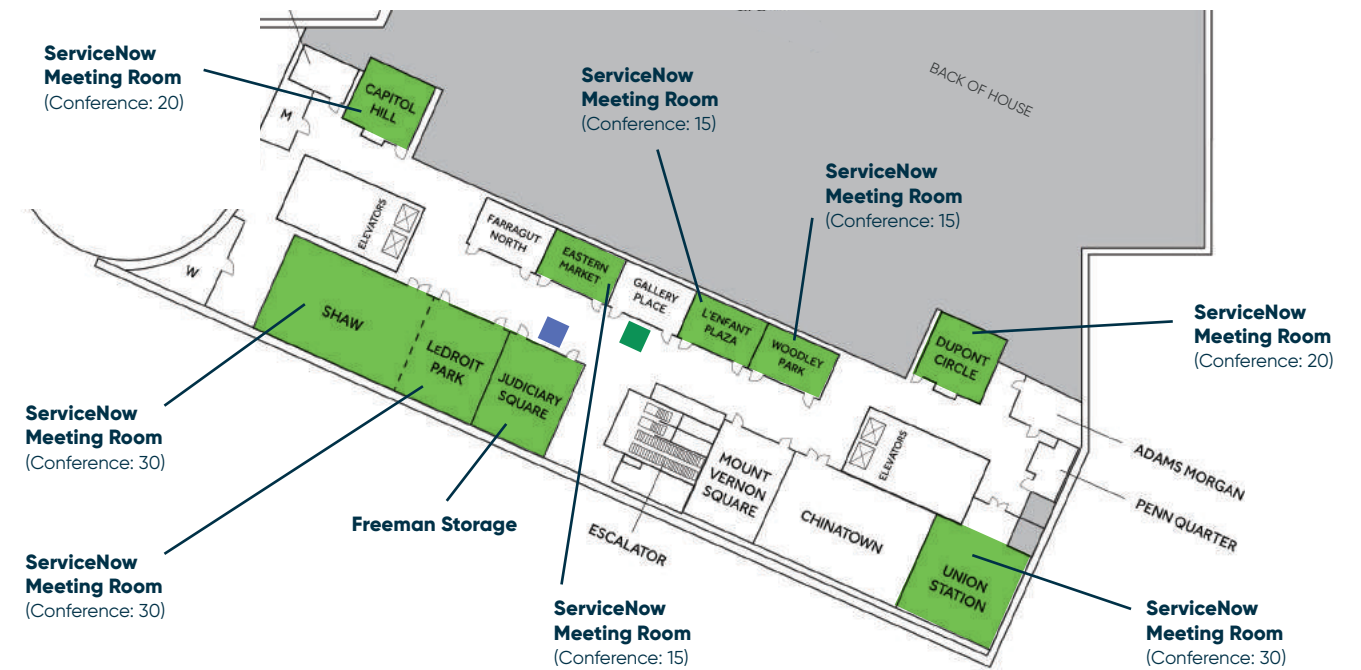 ServiceNow
Meeting Room
(Conference: 20)
ServiceNow
Meeting Room
(Conference: 15)
BACK OF HOUSE
ServiceNow
Meeting Room
(Conference: 15)
CAPITOL
HILL
M
ELEVATORS
FARRAGUT
NORTH
EASTERN
MARKET
GALLERY
PLACE
L'ENFANT
PLAZA
WOODLEY
PARK
DUPONT
CIRCLE
ServiceNow
Meeting Room
(Conference: 20)
W
SHAW
LEDROIT
PARK
JUDICIARY
SQUARE
ServiceNow
Meeting Room
(Conference: 30)
ELEVATORS
MOUNT
VERNON
SQUARE
CHINATOWN
ADAMS MORGAN
PENN QUARTER
Freeman Storage
ESCALATOR
UNION
STATION
ServiceNow
Meeting Room
(Conference: 30)
ServiceNow
Meeting Room
(Conference: 15)
ServiceNow
Meeting Room
(Conference: 30)